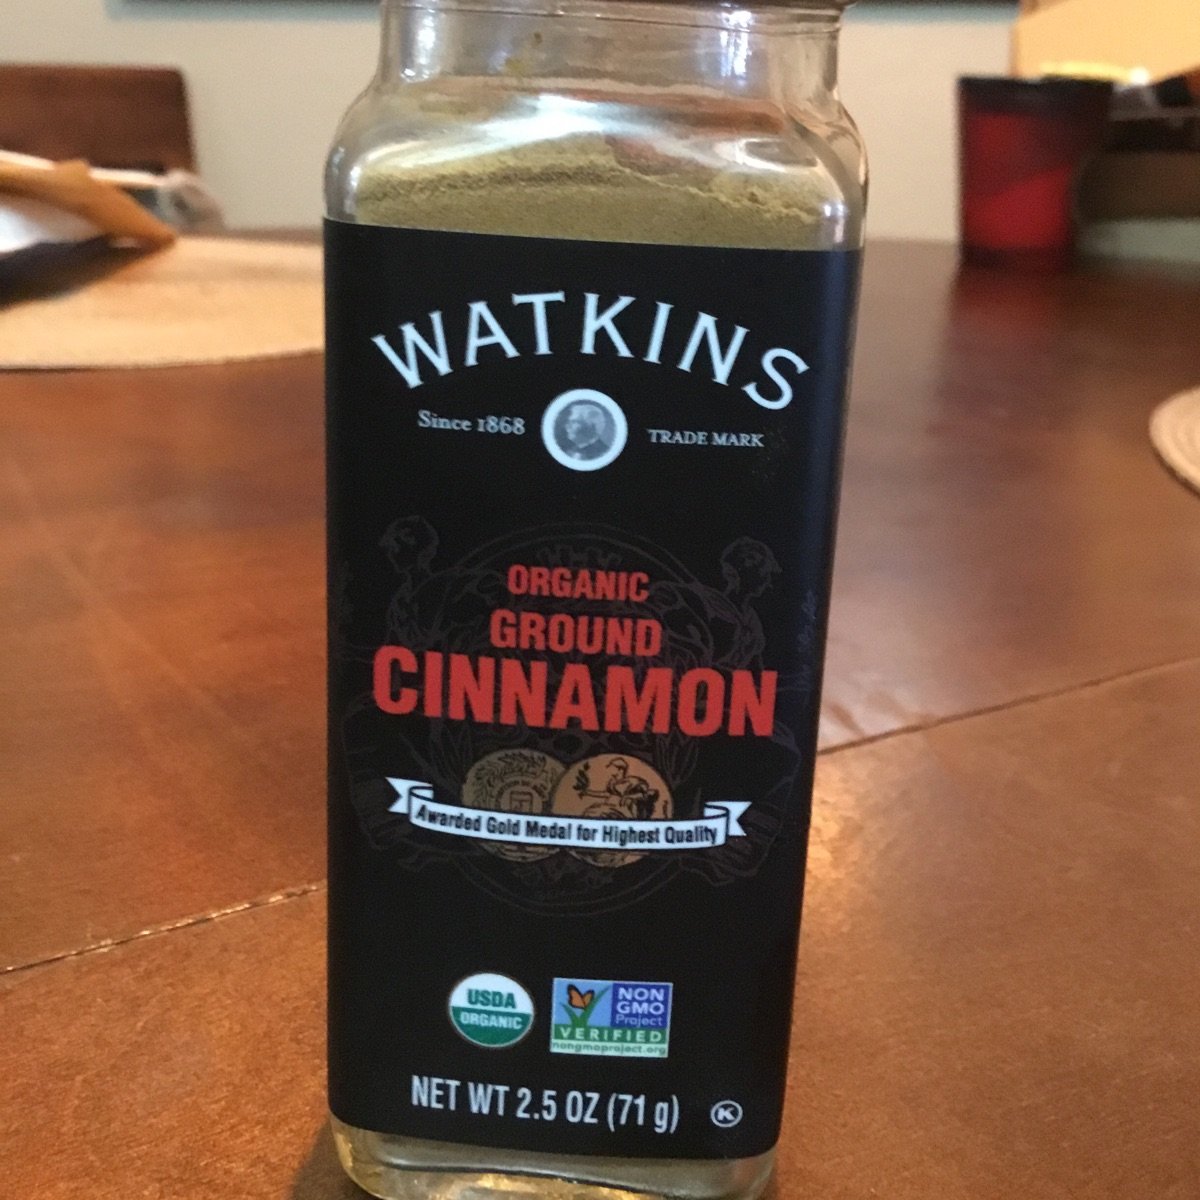 WATKINS
Since 1868 TRADE MARK
ORGANIC
GROUND
CINNAMON
Awarded Gold Medal for Highest Quality
USDA
ORGANIC
NON
GMO
Project
VERIFIED
nongmoproject.org
NET WT 2.5 OZ (71 g) K